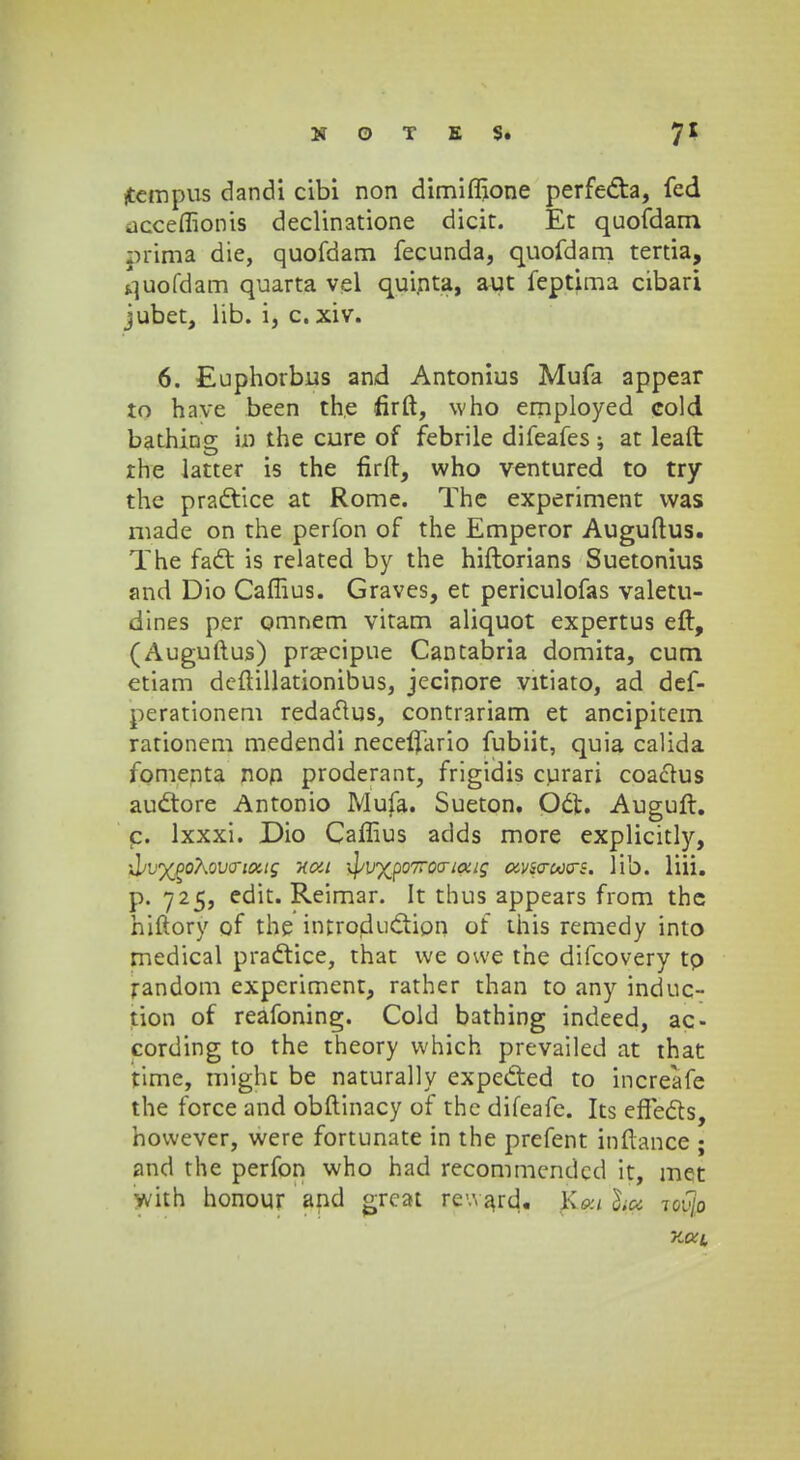 NOTES. 71
tempus dandi cibi non dimiſſione perfecta, ſed
acceſſionis declinatione dicit. Et quoſdam
prima die, quoſdam ſecunda, quoſdam tertia,
quoſdam quarta vel quinta, aut ſeptima cibari
jubet, lib. i, c. xiv.
6. Euphorbus and Antonius Muſa appear
to have been the firſt, who employed cold
bathing in the cure of febrile diſeaſes; at leaſt
the latter is the firſt, who ventured to try
the practice at Rome. The experiment was
made on the perſon of the Emperor Auguſtus.
The fact is related by the hiſtorians Suetonius
and Dio Caſſius. Graves, et periculoſas valetu-
dines per omnem vitam aliquot expertus eſt,
(Auguſtus) præcipue Cantabria domita, cum
etiam deſtillationibus, jecinore vitiato, ad deſ-
perationem redactus, contrariam et ancipitem
rationem medendi neceſſario ſubiit, quia calida
fomenta non proderant, frigidis curari coactus
auctore Antonio Muſa. Sueton. Oct. Auguſt.
c. lxxxi. Dio Caſſius adds more explicitly,
ψυχρολουσιαις και ψυχροποσιαις ανεσωσε. lib. liii.
p. 725, edit. Reimar. It thus appears from the
hiſtory of the introduction of this remedy into
medical practice, that we owe the diſcovery to
random experiment, rather than to any induc-
tion of reaſoning. Cold bathing indeed, ac-
cording to the theory which prevailed at that
time, might be naturally expected to increaſe
the force and obſtinacy of the diſeaſe. Its effects,
however, were fortunate in the preſent inſtance;
and the perſon who had recommended it, met
with honour and great reward. Και δια τουτο
και